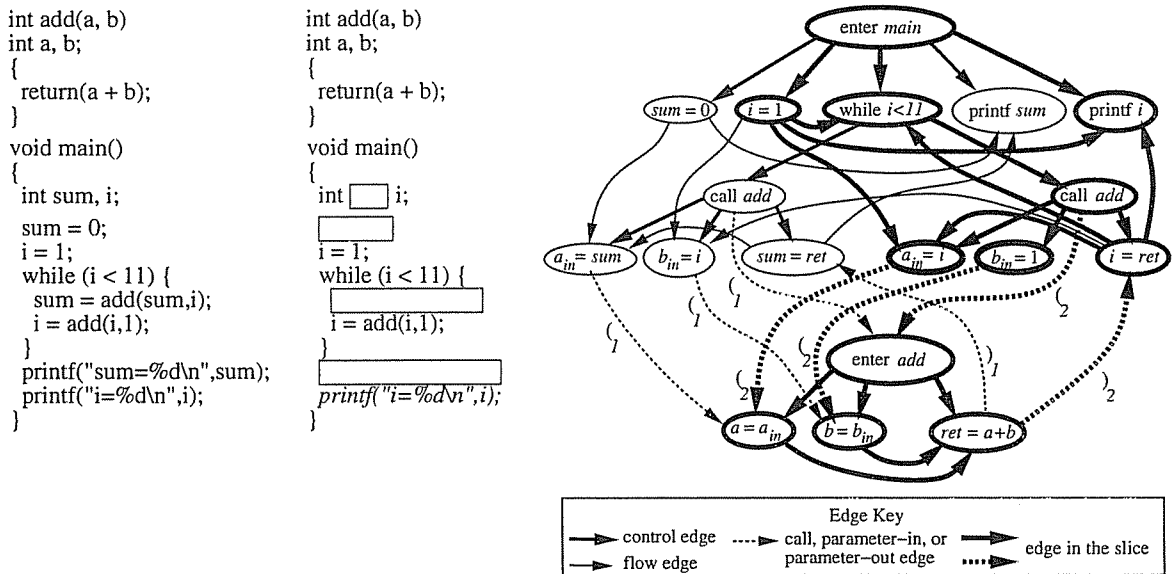 int add(a, b)
int a, b;
{
return(a + b);
}
void main()
{
int sum, i;
sum = 0;
i = 1;
while (i < 11) {
sum = add(sum,i);
i = add(i,1);
}
printf("sum=%d\n",sum);
printf("i=%d\n",i);
}
int add(a, b)
int a, b;
{
return(a + b);
}
void main()
{
int i;
i = 1;
while (i < 11) {
i = add(i,1);
}
printf("i=%d\n",i);
}
enter main
sum = 0
i = 1
while i<11
printf sum
printf i
call add
call add
a_in = sum
b_in = i
sum = ret
a_in = i
b_in = 1
i = ret
(1
(1
(1
(2
(2
(2
)1
)2
enter add
a = a_in
b = b_in
ret = a+b
Edge Key
control edge
flow edge
call, parameter-in, or
parameter-out edge
edge in the slice